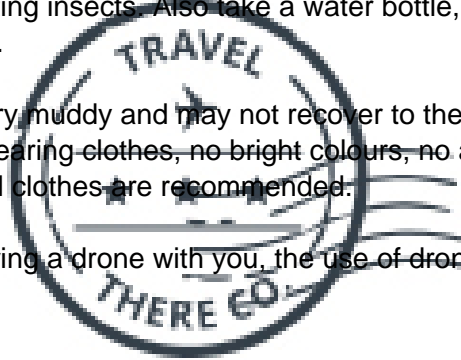 ing insects. Also take a water bottle,
.
TRAVEL
ry muddy and may not recover to the
earing clothes, no bright colours, no a
l clothes are recommended.
ring a drone with you, the use of dron
THERE CO.